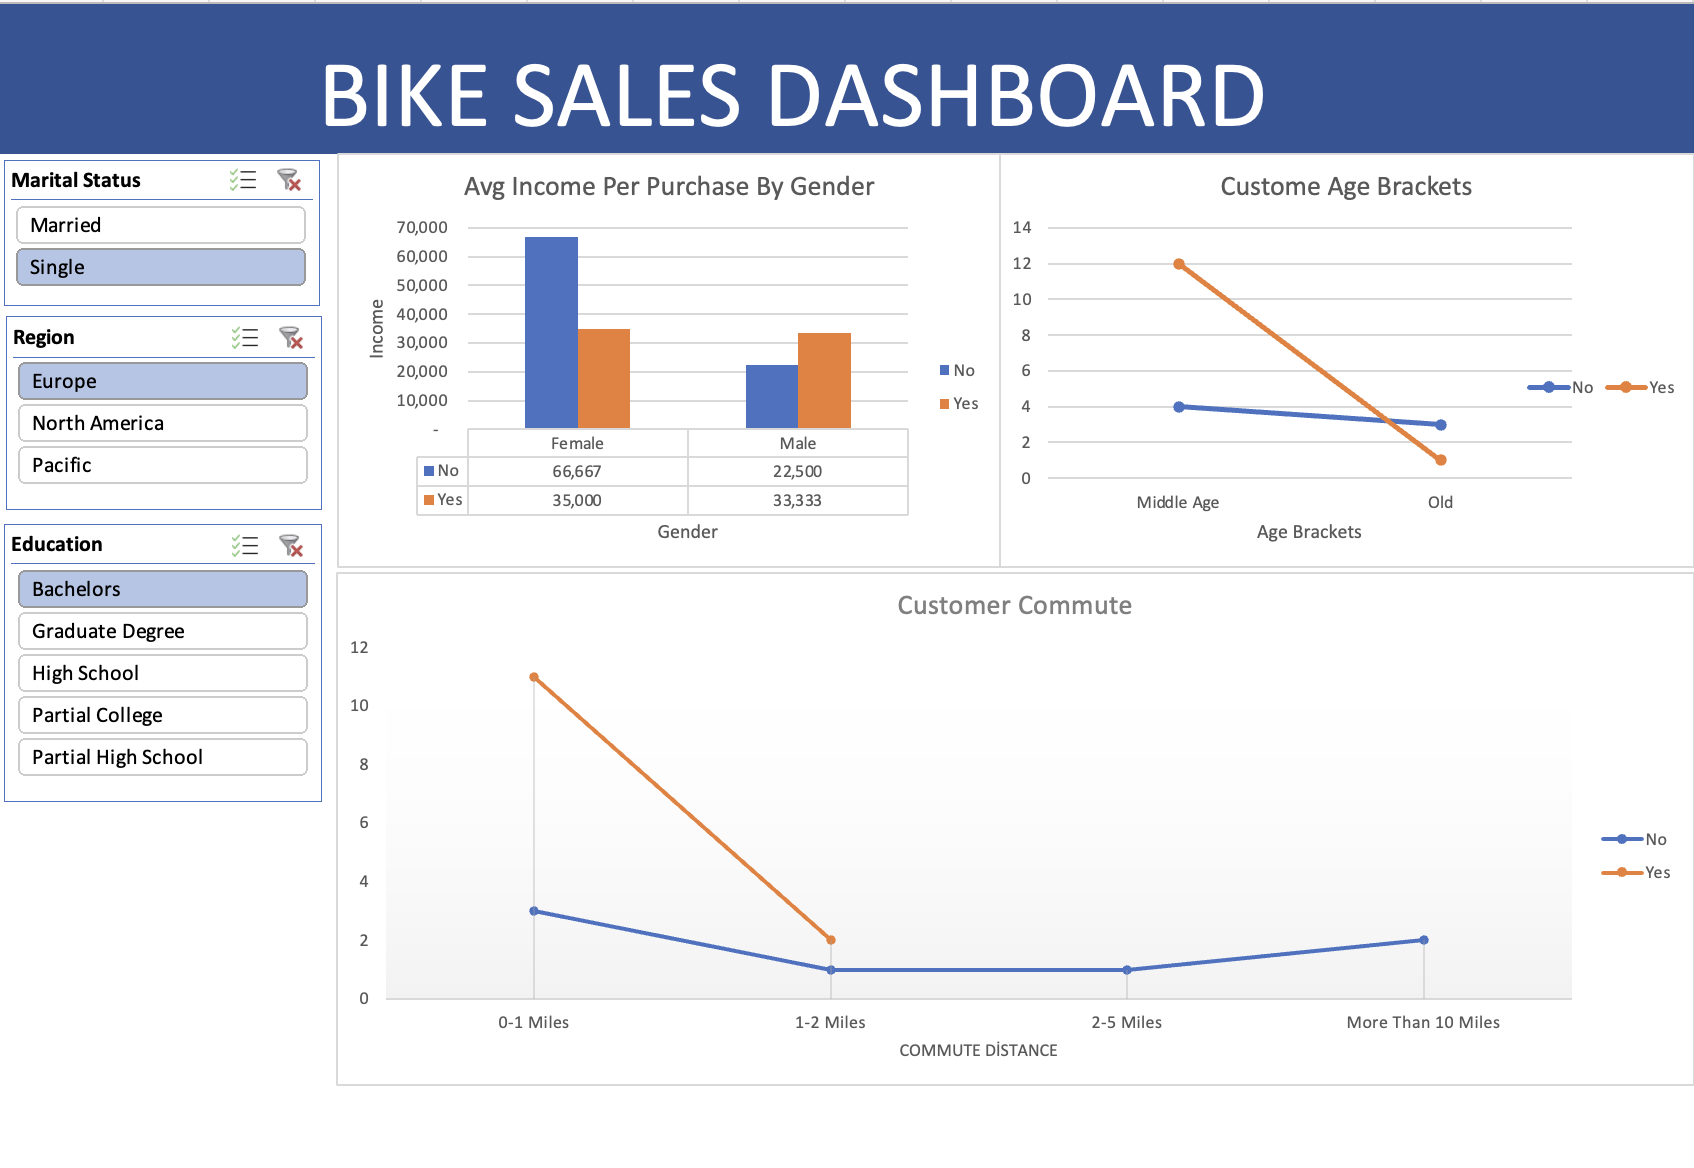 BIKE SALES DASHBOARD
Marital Status
Married
Single
Region
Europe
North America
Pacific
Education
Bachelors
Graduate Degree
High School
Partial College
Partial High School
Avg Income Per Purchase By Gender
70,000
60,000
50,000
40,000
30,000
20,000
10,000
-
Income
Female Male
No 66,667 22,500
Yes 35,000 33,333
Gender
No
Yes
Custome Age Brackets
14
12
10
8
6
4
2
0
Middle Age Old
Age Brackets
No Yes
Customer Commute
12
10
8
6
4
2
0
0-1 Miles 1-2 Miles 2-5 Miles More Than 10 Miles
COMMUTE DİSTANCE
No
Yes